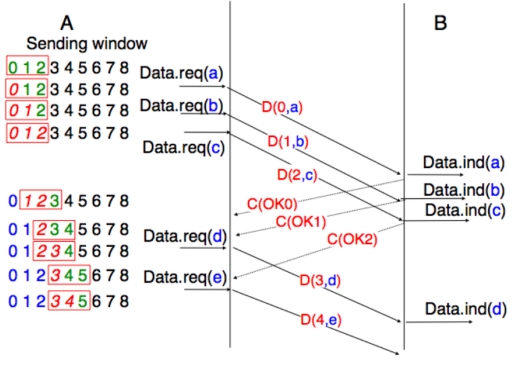 A
B
Sending window
0 1 2 3 4 5 6 7 8
Data.req(a)
0 1 2 3 4 5 6 7 8
D(0,a)
0 1 2 3 4 5 6 7 8
Data.req(b)
0 1 2 3 4 5 6 7 8
D(1,b)
Data.req(c)
Data.ind(a)
D(2,c)
Data.ind(b)
0 1 2 3 4 5 6 7 8
C(OK0)
Data.ind(c)
C(OK1)
0 1 2 3 4 5 6 7 8
Data.req(d)
C(OK2)
0 1 2 3 4 5 6 7 8
0 1 2 3 4 5 6 7 8
Data.req(e)
D(3,d)
0 1 2 3 4 5 6 7 8
Data.ind(d)
D(4,e)